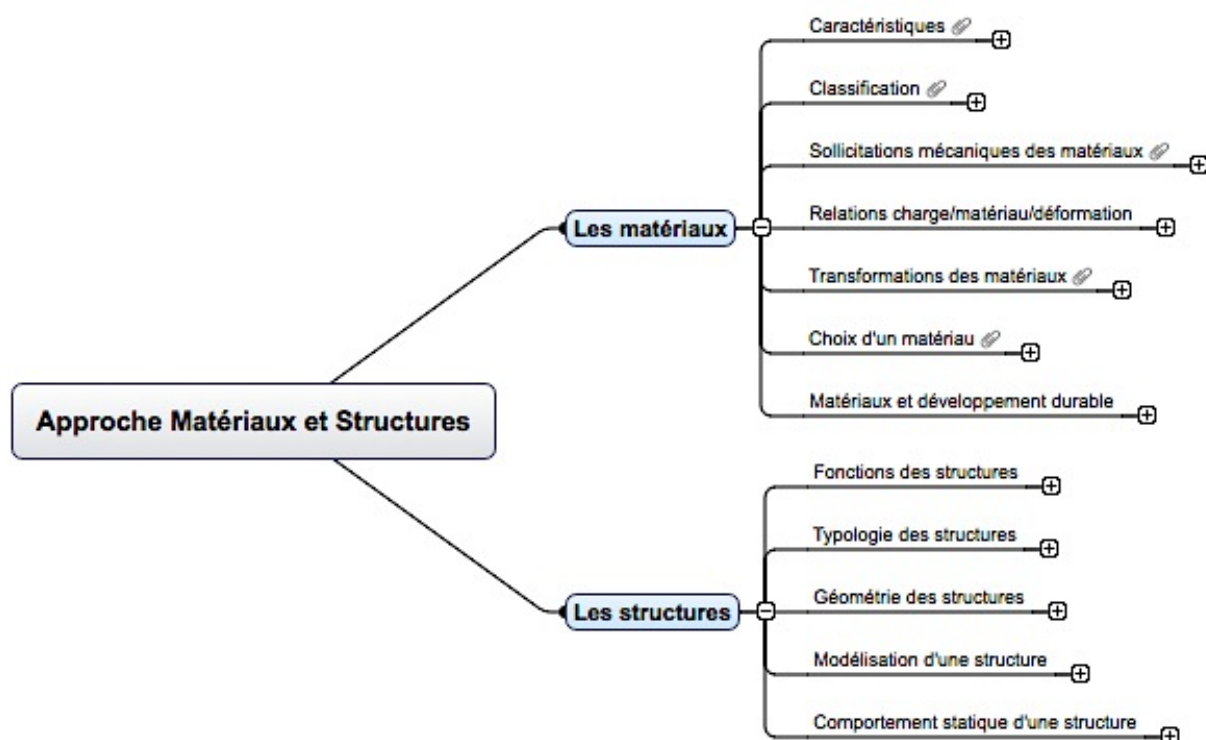 Caractéristiques
Classification
Sollicitations mécaniques des matériaux
Relations charge/matériau/déformation
Les matériaux
Transformations des matériaux
Choix d'un matériau
Matériaux et développement durable
Approche Matériaux et Structures
Fonctions des structures
Typologie des structures
Les structures
Géométrie des structures
Modélisation d'une structure
Comportement statique d'une structure